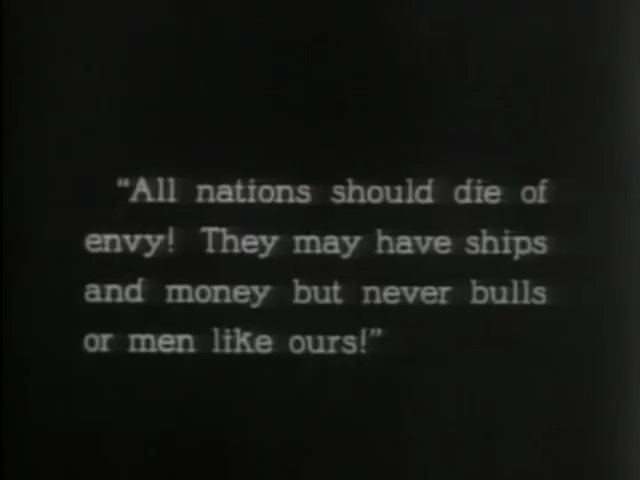 "All nations should die of
envy! They may have ships
and money but never bulls
or men like ours!"